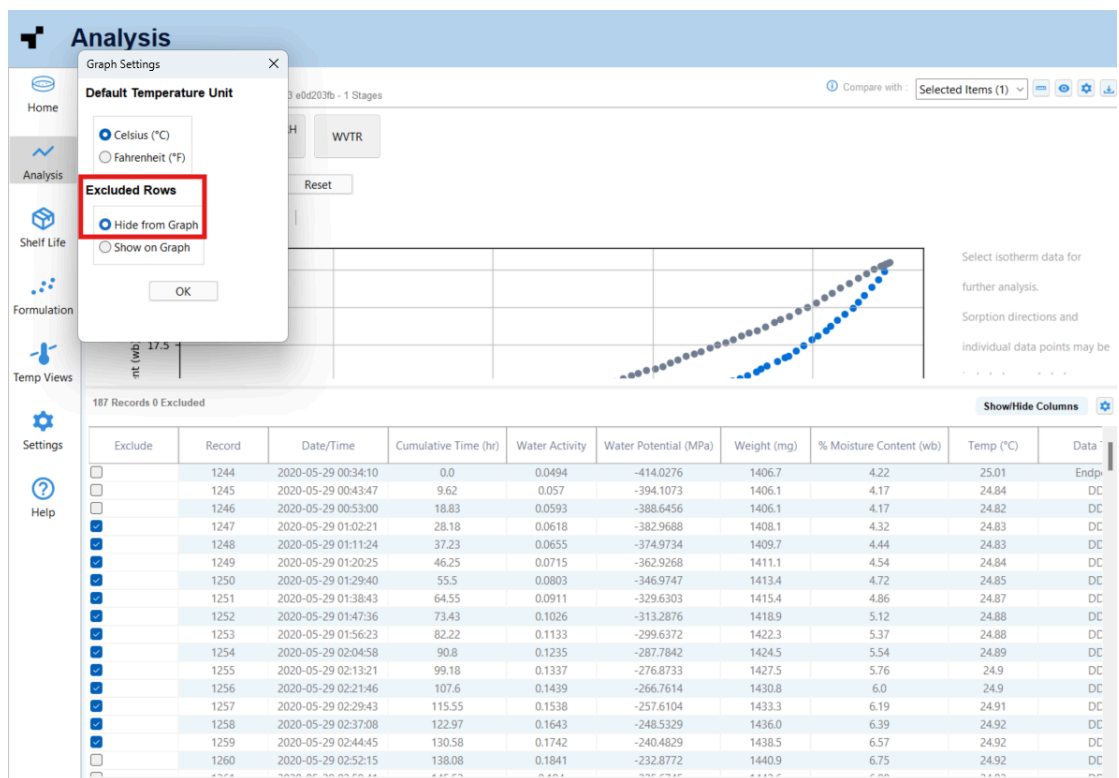 Analysis
Graph Settings
Default Temperature Unit
Celsius (°C)
Fahrenheit (°F)
Excluded Rows
Hide from Graph
Show on Graph
OK
Home
Analysis
Shelf Life
Formulation
Temp Views
Settings
Help
3 e0d203fb - 1 Stages
Compare with :
Selected Items (1)
H
WVTR
Reset
17.5
nt (wb)
Select isotherm data for
further analysis.
Sorption directions and
individual data points may be
187 Records 0 Excluded
Show/Hide Columns
Exclude Record Date/Time Cumulative Time (hr) Water Activity Water Potential (MPa) Weight (mg) % Moisture Content (wb) Temp (°C) Data
1244 2020-05-29 00:34:10 0.0 0.0494 -414.0276 1406.7 4.22 25.01 Endp
1245 2020-05-29 00:43:47 9.62 0.057 -394.1073 1406.1 4.17 24.84 DD
1246 2020-05-29 00:53:00 18.83 0.0593 -388.6456 1406.1 4.17 24.82 DD
1247 2020-05-29 01:02:21 28.18 0.0618 -382.9688 1408.1 4.32 24.83 DD
1248 2020-05-29 01:11:24 37.23 0.0655 -374.9734 1409.7 4.44 24.83 DD
1249 2020-05-29 01:20:25 46.25 0.0715 -362.9268 1411.1 4.54 24.84 DD
1250 2020-05-29 01:29:40 55.5 0.0803 -346.9747 1413.4 4.72 24.85 DD
1251 2020-05-29 01:38:43 64.55 0.0911 -329.6303 1415.4 4.86 24.87 DD
1252 2020-05-29 01:47:36 73.43 0.1026 -313.2876 1418.9 5.12 24.88 DD
1253 2020-05-29 01:56:23 82.22 0.1133 -299.6372 1422.3 5.37 24.88 DD
1254 2020-05-29 02:04:58 90.8 0.1235 -287.7842 1424.5 5.54 24.89 DD
1255 2020-05-29 02:13:21 99.18 0.1337 -276.8733 1427.5 5.76 24.9 DD
1256 2020-05-29 02:21:46 107.6 0.1439 -266.7614 1430.8 6.0 24.9 DD
1257 2020-05-29 02:29:43 115.55 0.1538 -257.6104 1433.3 6.19 24.91 DD
1258 2020-05-29 02:37:08 122.97 0.1643 -248.5329 1436.0 6.39 24.92 DD
1259 2020-05-29 02:44:45 130.58 0.1742 -240.4829 1438.5 6.57 24.92 DD
1260 2020-05-29 02:52:15 138.08 0.1841 -232.8772 1440.9 6.75 24.92 DD